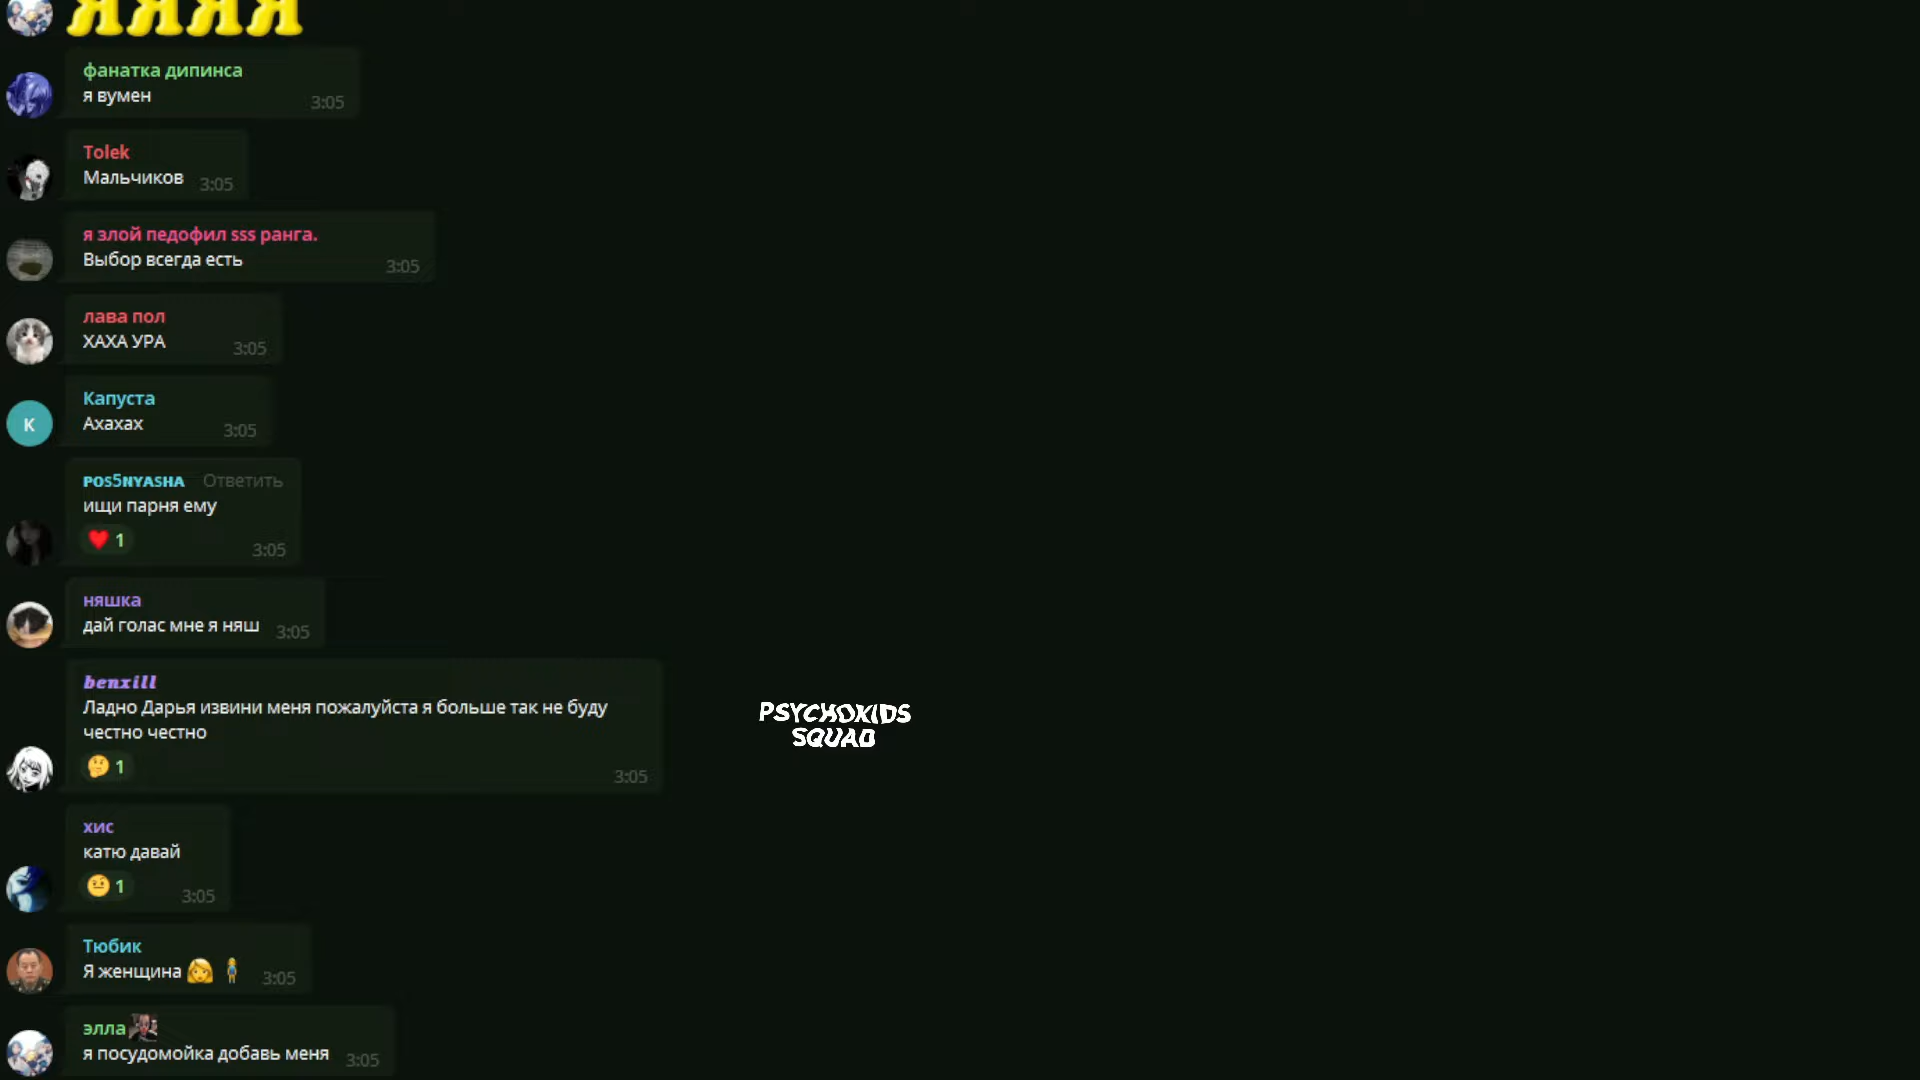 ЯЯЯЯ
фанатка дипинса
я вумен
3:05
Tolek
Мальчиков 3:05
я злой педофил sss ранга.
Выбор всегда есть
3:05
лава пол
ХАХА УРА
3:05
Капуста
К
Ахахах
3:05
POS5NYASHA Ответить
ищи парня ему
1
3:05
няшка
дай голас мне я няш 3:05
benxill
Ладно Дарья извини меня пожалуйста я больше так не буду
честно честно
1
3:05
PSYCHOKIDS
SQUAD
хис
катю давай
1
3:05
Тюбик
Я женщина 3:05
элла
я посудомойка добавь меня 3:05